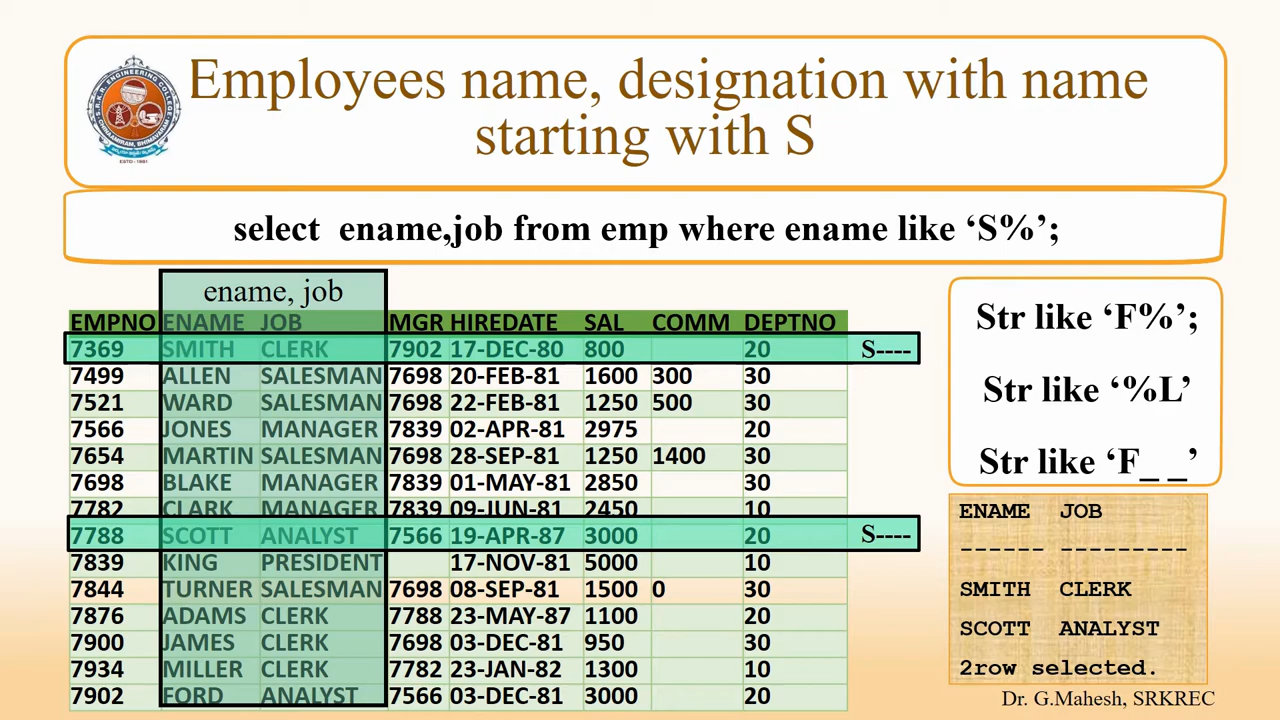 Employees name, designation with name
starting with S
S.R.K.R. ENGINEERING COLLEGE
CHINAMIRAM, BHIMAVARAM
ESTD - 1980
select ename,job from emp where ename like ‘S%’;
ename, job
EMPNO ENAME JOB MGR HIREDATE SAL COMM DEPTNO
7369 SMITH CLERK 7902 17-DEC-80 800 20 S----
7499 ALLEN SALESMAN 7698 20-FEB-81 1600 300 30
7521 WARD SALESMAN 7698 22-FEB-81 1250 500 30
7566 JONES MANAGER 7839 02-APR-81 2975 20
7654 MARTIN SALESMAN 7698 28-SEP-81 1250 1400 30
7698 BLAKE MANAGER 7839 01-MAY-81 2850 30
7782 CLARK MANAGER 7839 09-JUN-81 2450 10
7788 SCOTT ANALYST 7566 19-APR-87 3000 20 S----
7839 KING PRESIDENT 17-NOV-81 5000 10
7844 TURNER SALESMAN 7698 08-SEP-81 1500 0 30
7876 ADAMS CLERK 7788 23-MAY-87 1100 20
7900 JAMES CLERK 7698 03-DEC-81 950 30
7934 MILLER CLERK 7782 23-JAN-82 1300 10
7902 FORD ANALYST 7566 03-DEC-81 3000 20
Str like ‘F%’;
Str like ‘%L’
Str like ‘F_ _’
ENAME JOB
------ ---------
SMITH CLERK
SCOTT ANALYST
2row selected.
Dr. G.Mahesh, SRKREC